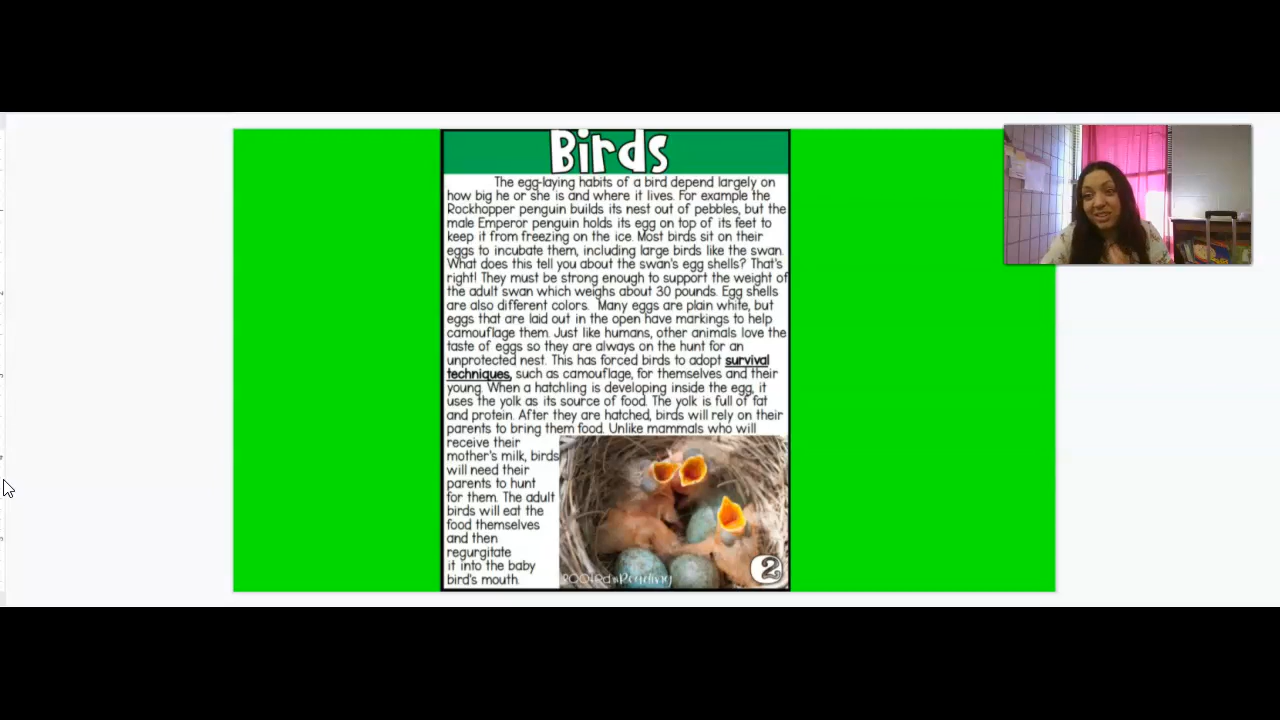 Birds
The egg-laying habits of a bird depend largely on
how big he or she is and where it lives. For example the
Rockhopper penguin builds its nest out of pebbles, but the
male Emperor penguin holds its egg on top of its feet to
keep it from freezing on the ice. Most birds sit on their
eggs to incubate them, including large birds like the swan.
What does this tell you about the swan's egg shells? That's
right! They must be strong enough to support the weight of
the adult swan which weighs about 30 pounds. Egg shells
are also different colors. Many eggs are plain white, but
eggs that are laid out in the open have markings to help
camouflage them. Just like humans, other animals love the
taste of eggs so they are always on the hunt for an
unprotected nest. This has forced birds to adopt survival
techniques, such as camouflage, for themselves and their
young. When a hatchling is developing inside the egg, it
uses the yolk as its source of food. The yolk is full of fat
and protein. After they are hatched, birds will rely on their
parents to bring them food. Unlike mammals who will
receive their
mother's milk, birds
will need their
parents to hunt
for them. The adult
birds will eat the
food themselves
and then
regurgitate
it into the baby
bird's mouth.
2